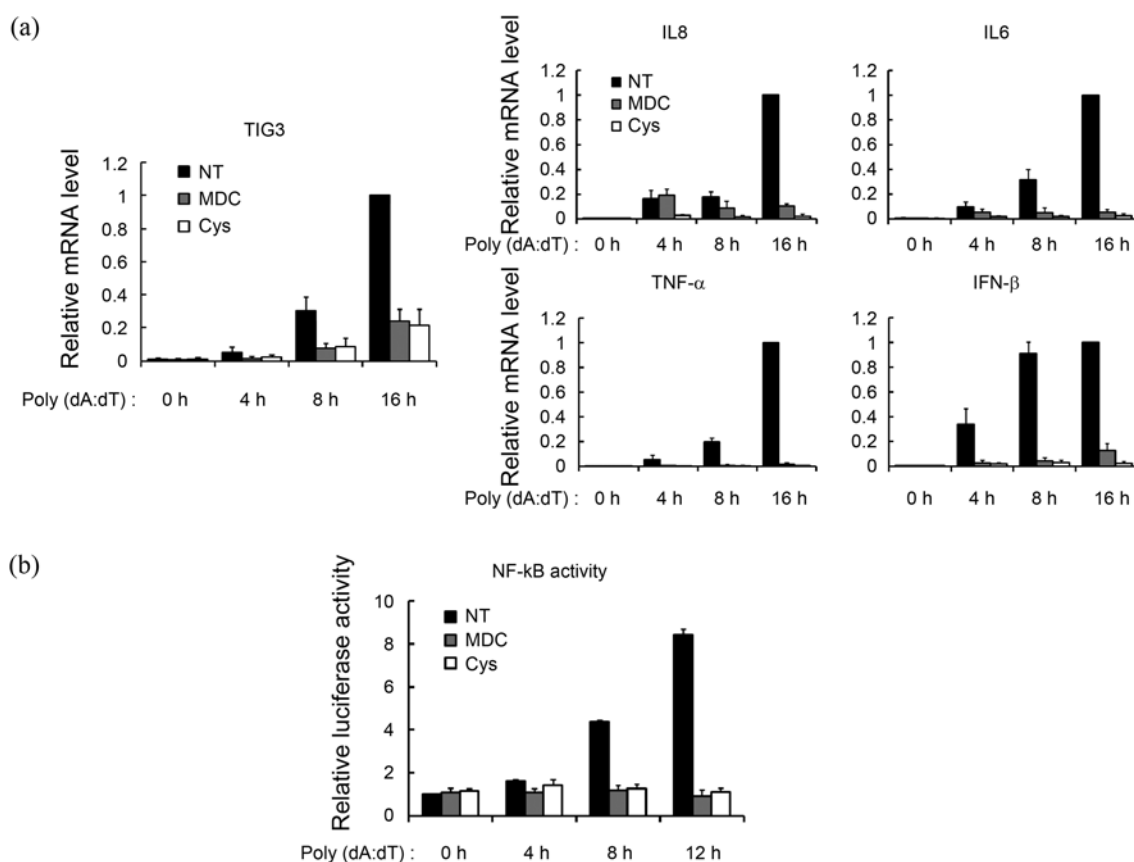 (a)
TIG3
Relative mRNA level
1.2
1
0.8
0.6
0.4
0.2
0
NT
MDC
Cys
Poly (dA:dT) : 0 h 4 h 8 h 16 h
IL8
Relative mRNA level
1.2
1
0.8
0.6
0.4
0.2
0
NT
MDC
Cys
Poly (dA:dT) : 0 h 4 h 8 h 16 h
IL6
1.2
1
0.8
0.6
0.4
0.2
0
0 h 4 h 8 h 16 h
TNF-α
Relative mRNA level
1.2
1
0.8
0.6
0.4
0.2
0
Poly (dA:dT) : 0 h 4 h 8 h 16 h
IFN-β
1.2
1
0.8
0.6
0.4
0.2
0
0 h 4 h 8 h 16 h
(b)
NF-kB activity
Relative luciferase activity
10
8
6
4
2
0
NT
MDC
Cys
Poly (dA:dT) : 0 h 4 h 8 h 12 h